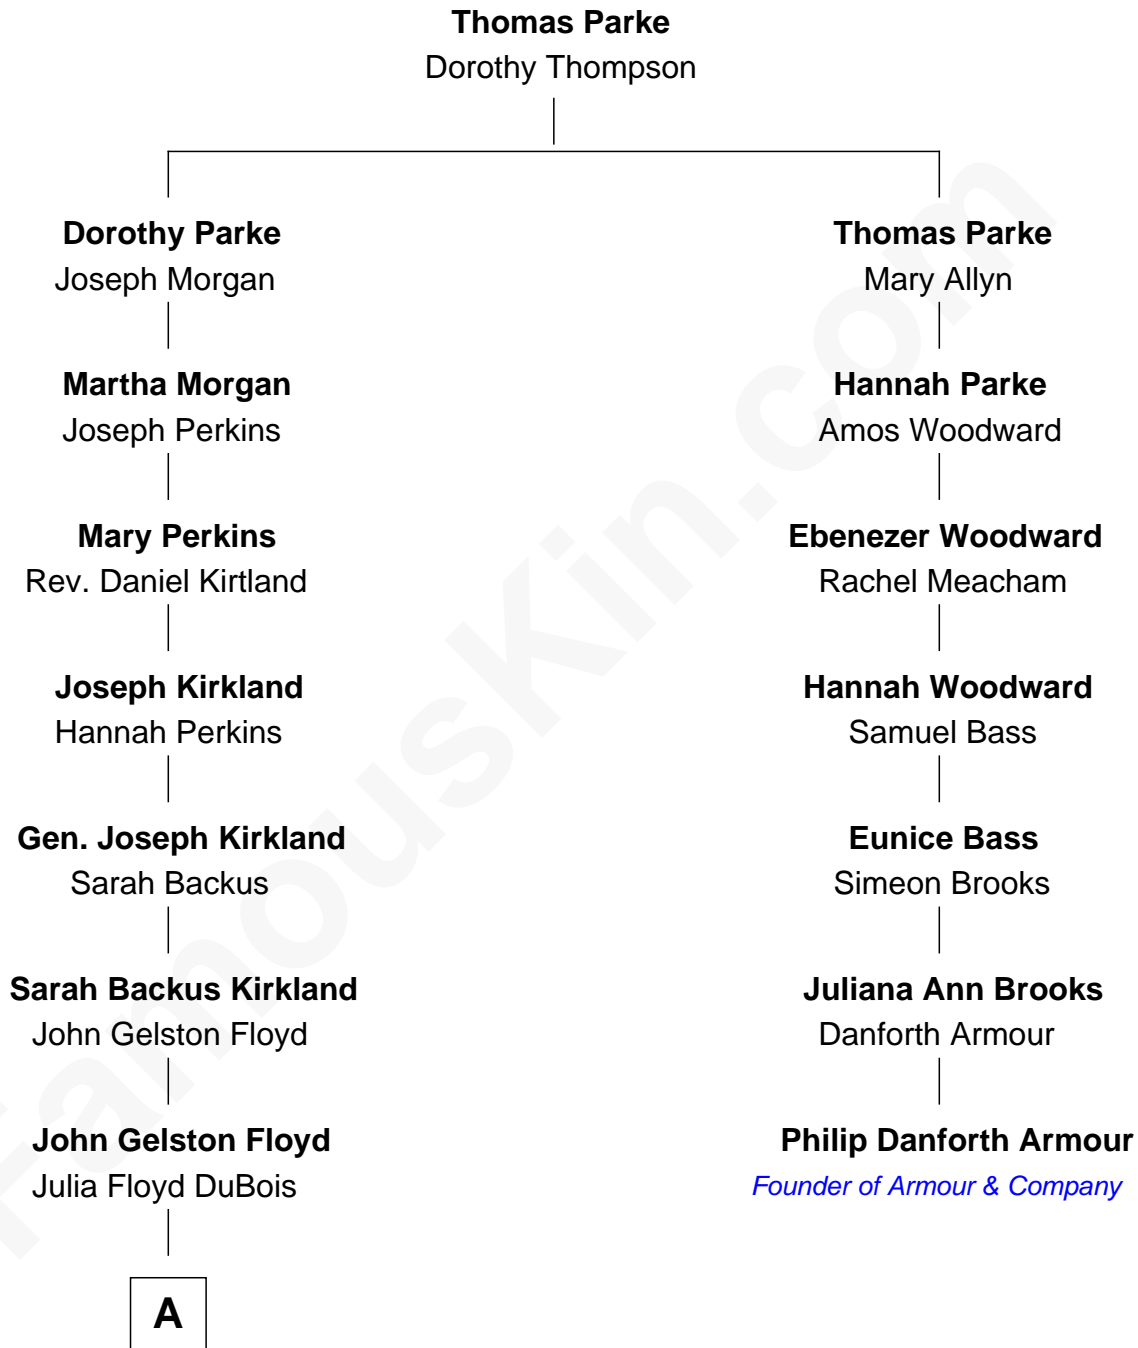 Thomas Parke
Dorothy Thompson
Dorothy Parke
Joseph Morgan
Thomas Parke
Mary Allyn
Martha Morgan
Joseph Perkins
Hannah Parke
Amos Woodward
Mary Perkins
Rev. Daniel Kirtland
Ebenezer Woodward
Rachel Meacham
Joseph Kirkland
Hannah Perkins
Hannah Woodward
Samuel Bass
Gen. Joseph Kirkland
Sarah Backus
Eunice Bass
Simeon Brooks
Sarah Backus Kirkland
John Gelston Floyd
Juliana Ann Brooks
Danforth Armour
John Gelston Floyd
Julia Floyd DuBois
Philip Danforth Armour
Founder of Armour & Company
A
FamousKin.com